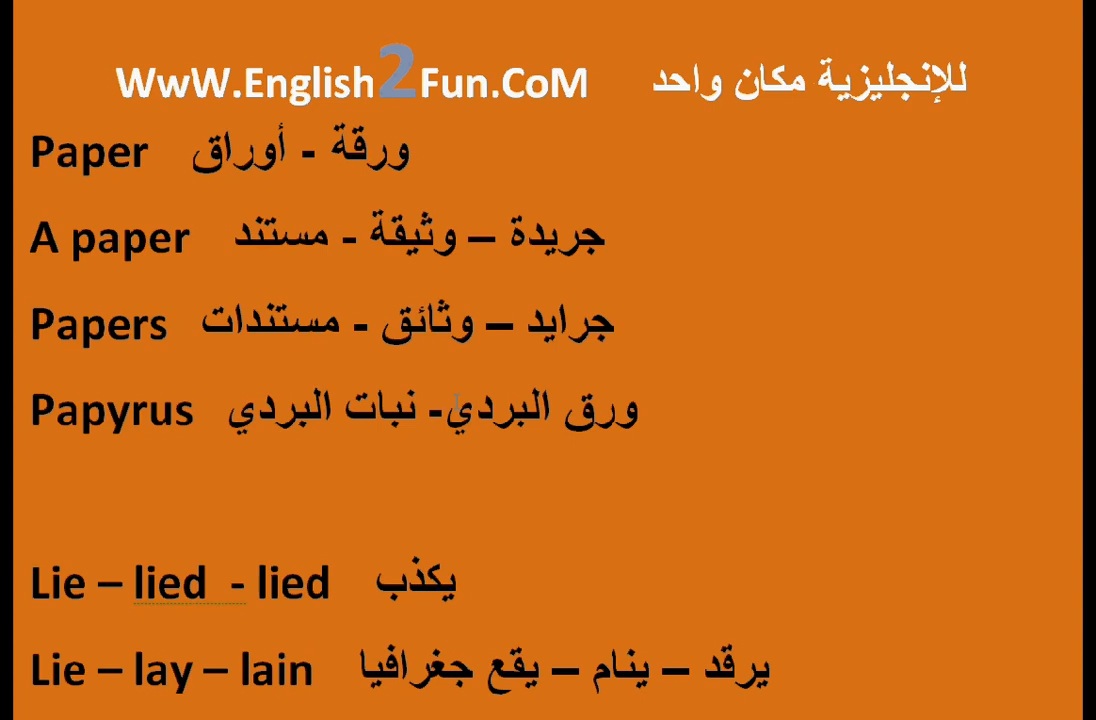 WwW.English2Fun.CoM للإنجليزية مكان واحد
Paper ورقة - أوراق
A paper جريدة – وثيقة - مستند
Papers جرايد – وثائق - مستندات
Papyrus ورق البردي- نبات البردي
Lie – lied - lied يكذب
Lie – lay – lain يرقد – ينام – يقع جغرافيا